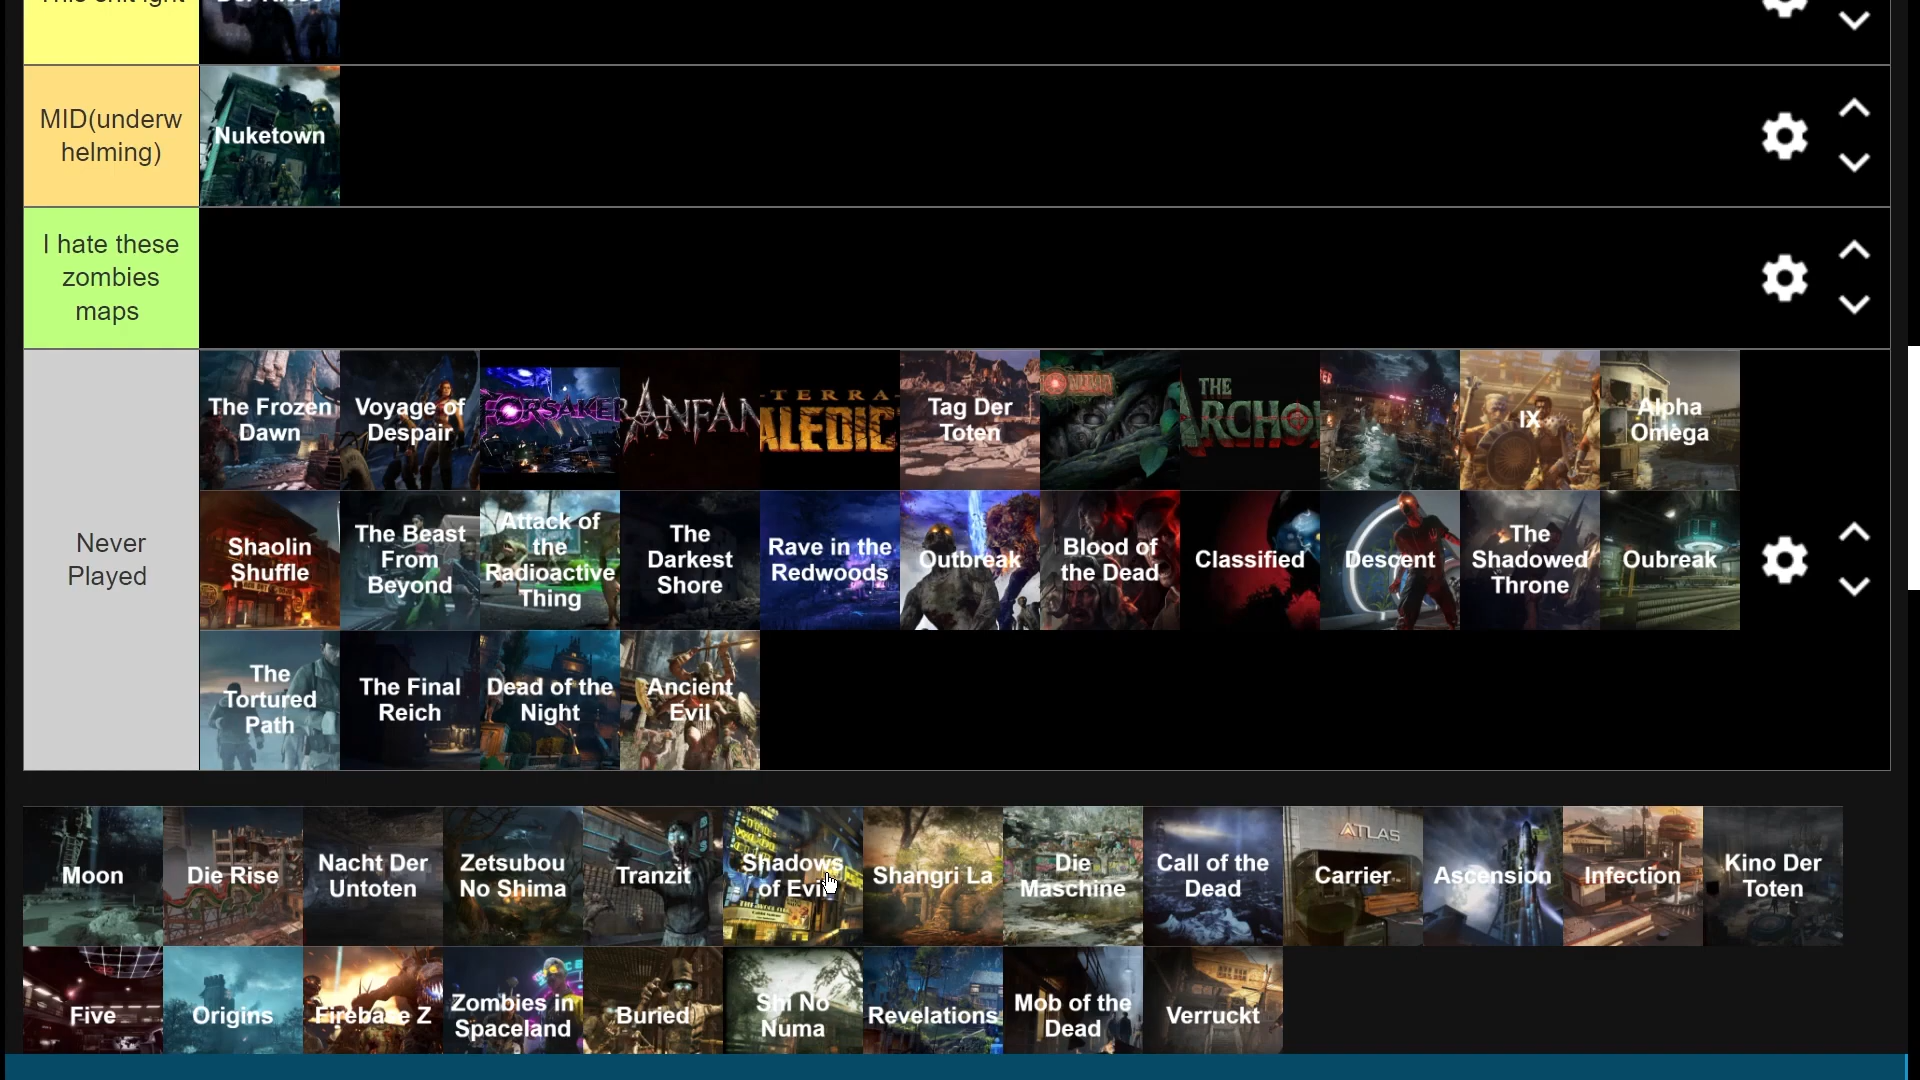 MID(underw
helming)
Nuketown
I hate these
zombies
maps
Never
Played
The Frozen
Dawn
Voyage of
Despair
FORSAKEN
ANFAN
TERRA
ALEDIC
Tag Der
Toten
THE
ARCHO
IX
Alpha
Omega
Shaolin
Shuffle
The Beast
From
Beyond
Attack of
the
Radioactive
Thing
The
Darkest
Shore
Rave in the
Redwoods
Outbreak
Blood of
the Dead
Classified
Descent
The
Shadowed
Throne
Oubreak
The
Tortured
Path
The Final
Reich
Dead of the
Night
Ancient
Evil
Moon
Die Rise
Nacht Der
Untoten
Zetsubou
No Shima
Tranzit
Shadows
of Evil
Shangri La
Die
Maschine
Call of the
Dead
ATLAS
Carrier
Ascension
Infection
Kino Der
Toten
Five
Origins
Firebase Z
Zombies in
Spaceland
Buried
Shi No
Numa
Revelations
Mob of the
Dead
Verruckt